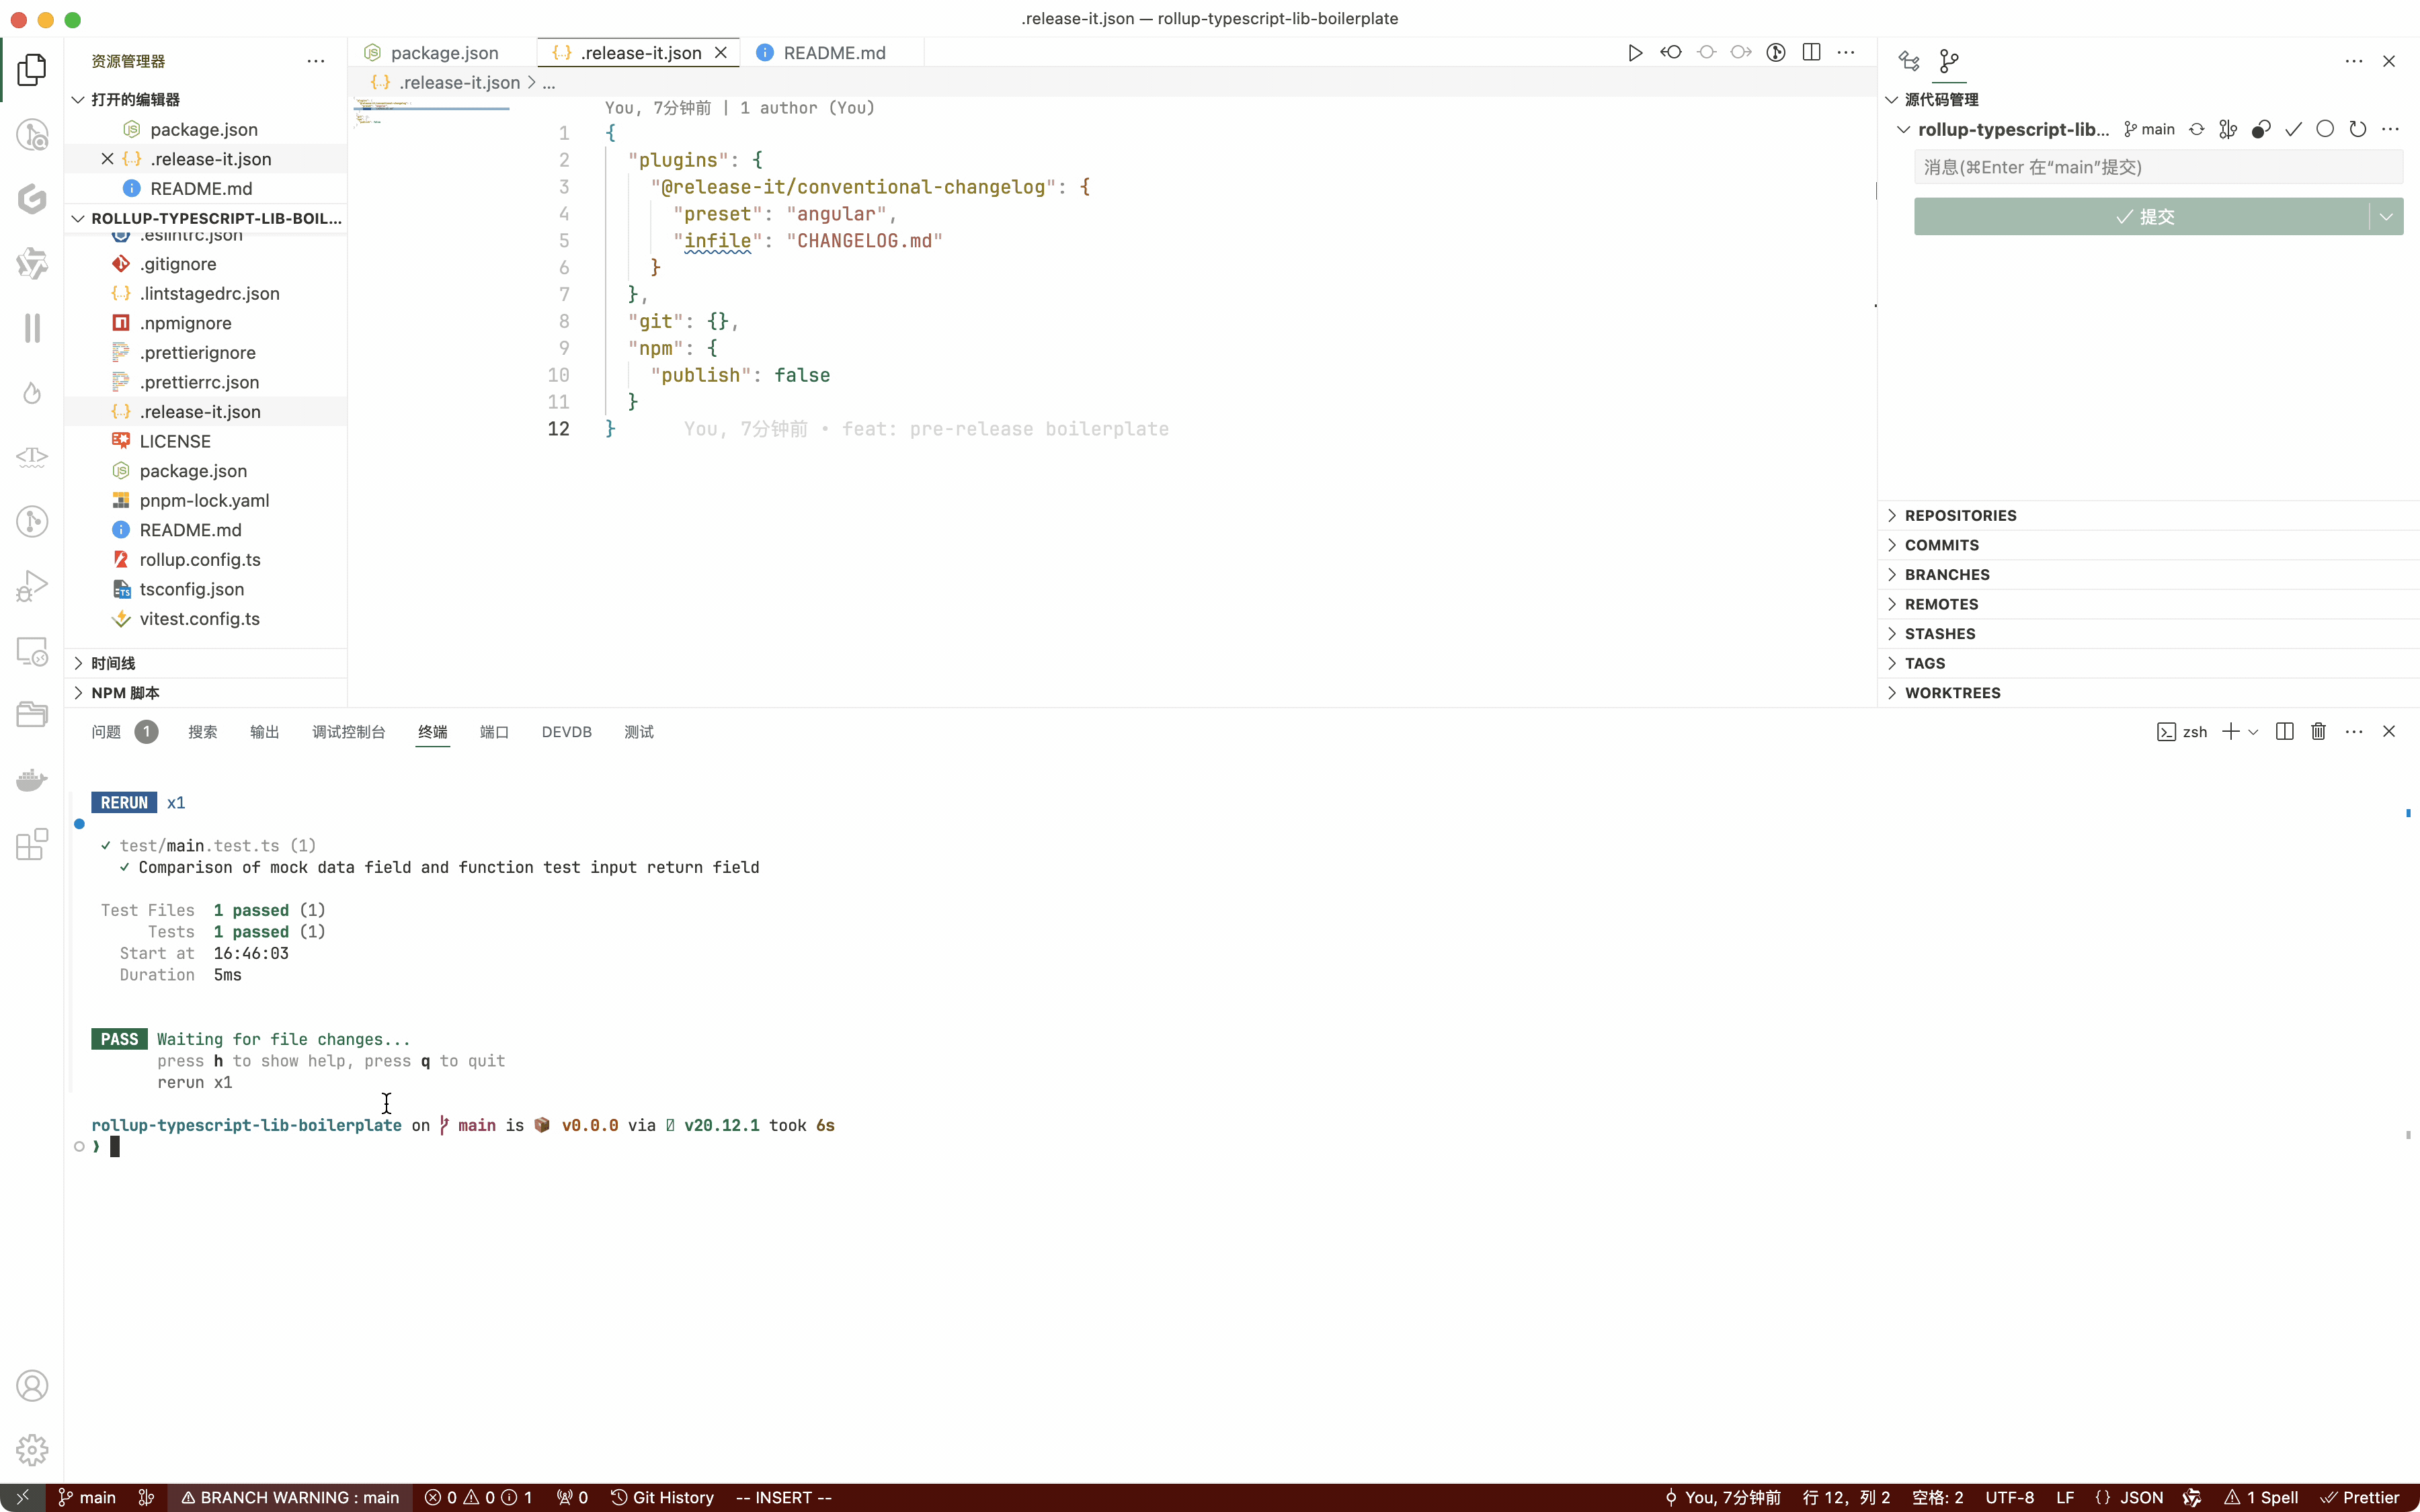 .release-it.json — rollup-typescript-lib-boilerplate
资源管理器
打开的编辑器
package.json
.release-it.json
README.md
ROLLUP-TYPESCRIPT-LIB-BOIL...
.eslintrc.json
.gitignore
.lintstagedrc.json
.npmignore
.prettierignore
.prettierrc.json
.release-it.json
LICENSE
package.json
pnpm-lock.yaml
README.md
rollup.config.ts
tsconfig.json
vitest.config.ts
时间线
NPM 脚本
package.json
.release-it.json
README.md
.release-it.json > ...
You, 7分钟前 | 1 author (You)
1 {
2 "plugins": {
3 "@release-it/conventional-changelog": {
4 "preset": "angular",
5 "infile": "CHANGELOG.md"
6 }
7 },
8 "git": {},
9 "npm": {
10 "publish": false
11 }
12 } You, 7分钟前 • feat: pre-release boilerplate
源代码管理
rollup-typescript-lib... main
消息(⌘Enter 在“main”提交)
提交
REPOSITORIES
COMMITS
BRANCHES
REMOTES
STASHES
TAGS
WORKTREES
问题 1 搜索 输出 调试控制台 终端 端口 DEVDB 测试
zsh
RERUN x1
✓ test/main.test.ts (1)
✓ Comparison of mock data field and function test input return field
Test Files 1 passed (1)
Tests 1 passed (1)
Start at 16:46:03
Duration 5ms
PASS Waiting for file changes...
press h to show help, press q to quit
rerun x1
rollup-typescript-lib-boilerplate on main is 📦 v0.0.0 via v20.12.1 took 6s
❯
main BRANCH WARNING : main 0 0 1 0 Git History -- INSERT -- You, 7分钟前 行 12，列 2 空格: 2 UTF-8 LF {} JSON 1 Spell Prettier